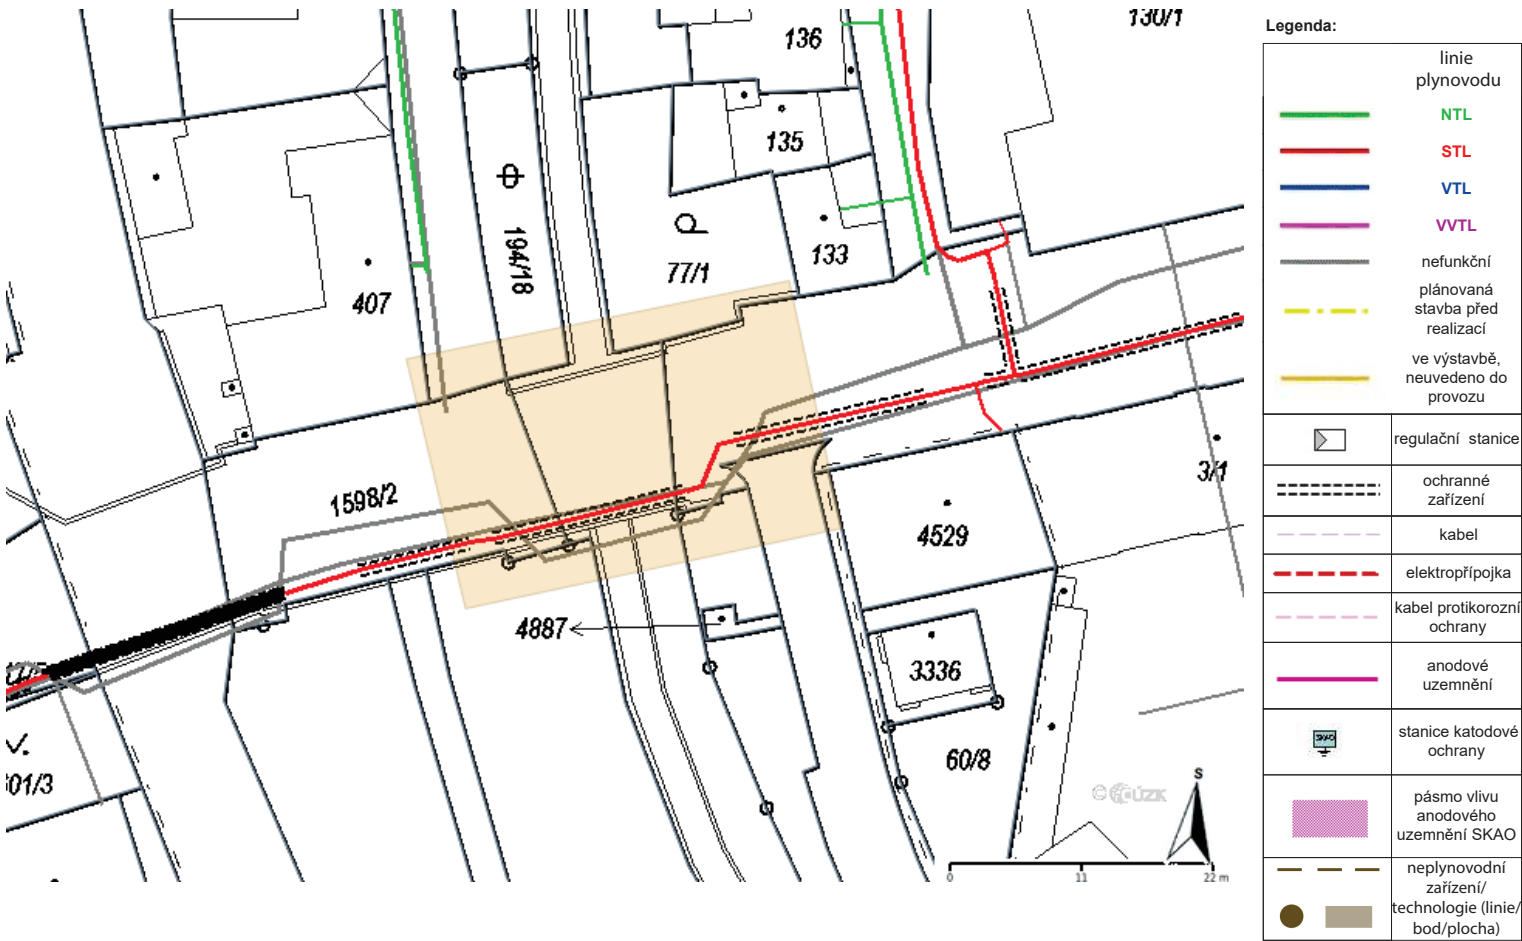 136
130/1
135
133
194/18
77/1
407
1598/2
4529
3/1
4887
3336
60/8
601/3
©
ČÚZK
S
0
11
22 m
Legenda:
linie
plynovodu
NTL
STL
VTL
VVTL
nefunkční
plánovaná
stavba před
realizací
ve výstavbě,
neuvedeno do
provozu
regulační stanice
ochranné
zařízení
kabel
elektropřípojka
kabel protikorozní
ochrany
anodové
uzemnění
SKAO
stanice katodové
ochrany
pásmo vlivu
anodového
uzemnění SKAO
neplynovodní
zařízení/
technologie (linie/
bod/plocha)